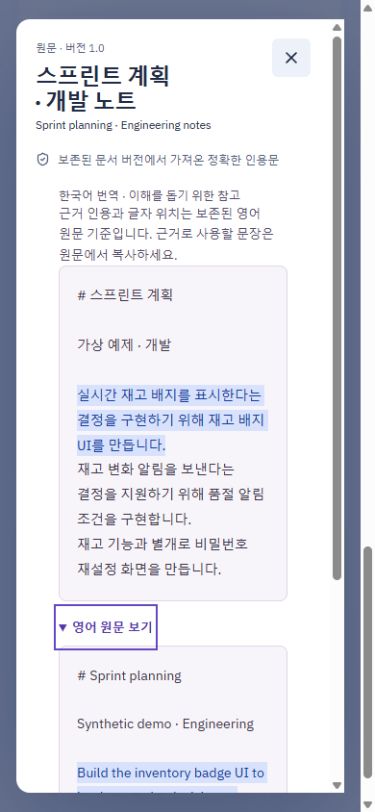 원문 · 버전 1.0
스프린트 계획
· 개발 노트
Sprint planning · Engineering notes
보존된 문서 버전에서 가져온 정확한 인용문
한국어 번역 · 이해를 돕기 위한 참고
근거 인용과 글자 위치는 보존된 영어
원문 기준입니다. 근거로 사용할 문장은
원문에서 복사하세요.
# 스프린트 계획
가상 예제 · 개발
실시간 재고 배지를 표시한다는
결정을 구현하기 위해 재고 배지
UI를 만듭니다.
재고 변화 알림을 보낸다는
결정을 지원하기 위해 품절 알림
조건을 구현합니다.
재고 기능과 별개로 비밀번호
재설정 화면을 만듭니다.
▼ 영어 원문 보기
# Sprint planning
Synthetic demo · Engineering
Build the inventory badge UI to